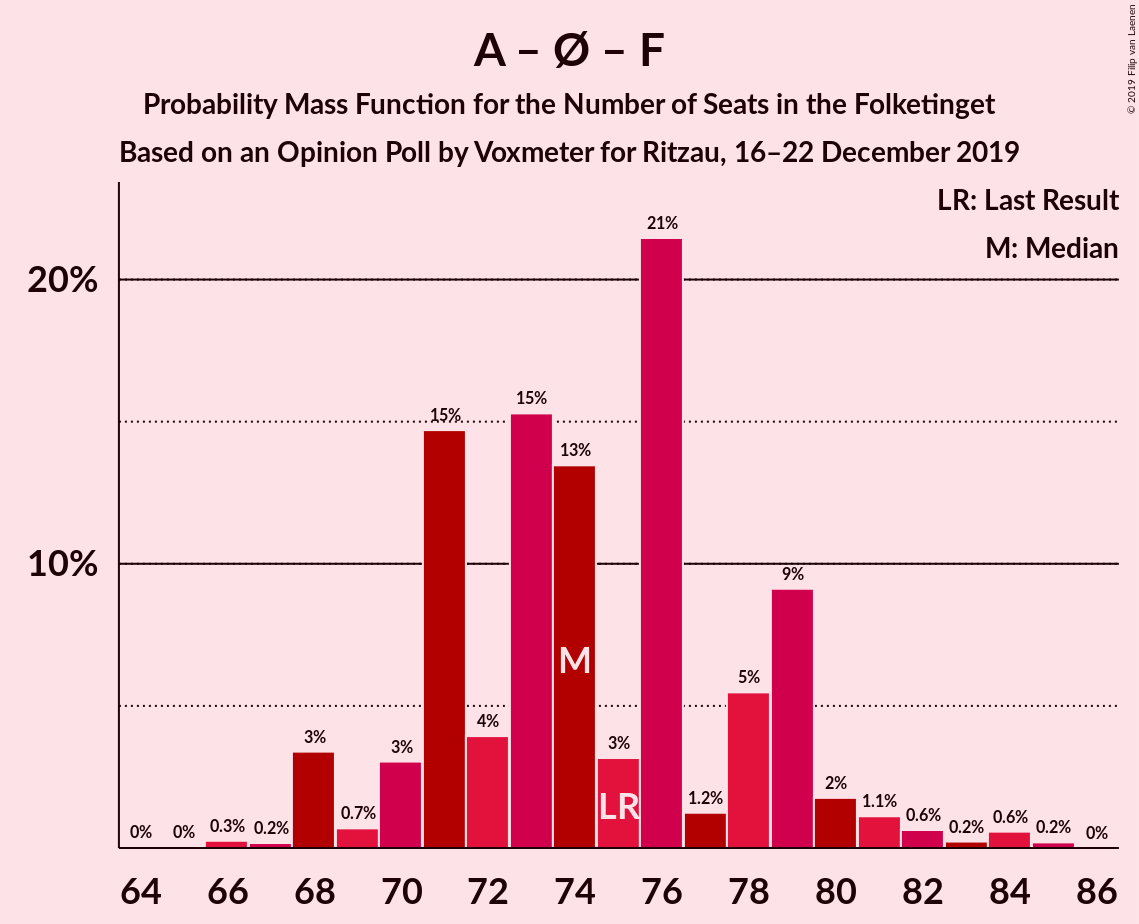 A – Ø – F
Probability Mass Function for the Number of Seats in the Folketinget
Based on an Opinion Poll by Voxmeter for Ritzau, 16–22 December 2019
© 2019 Filip van Laenen
LR: Last Result
M: Median
20%
10%
0%
0%
0.3%
0.2%
3%
0.7%
3%
15%
4%
15%
13%
3%
21%
1.2%
5%
9%
2%
1.1%
0.6%
0.2%
0.6%
0.2%
0%
M
LR
64 66 68 70 72 74 76 78 80 82 84 86